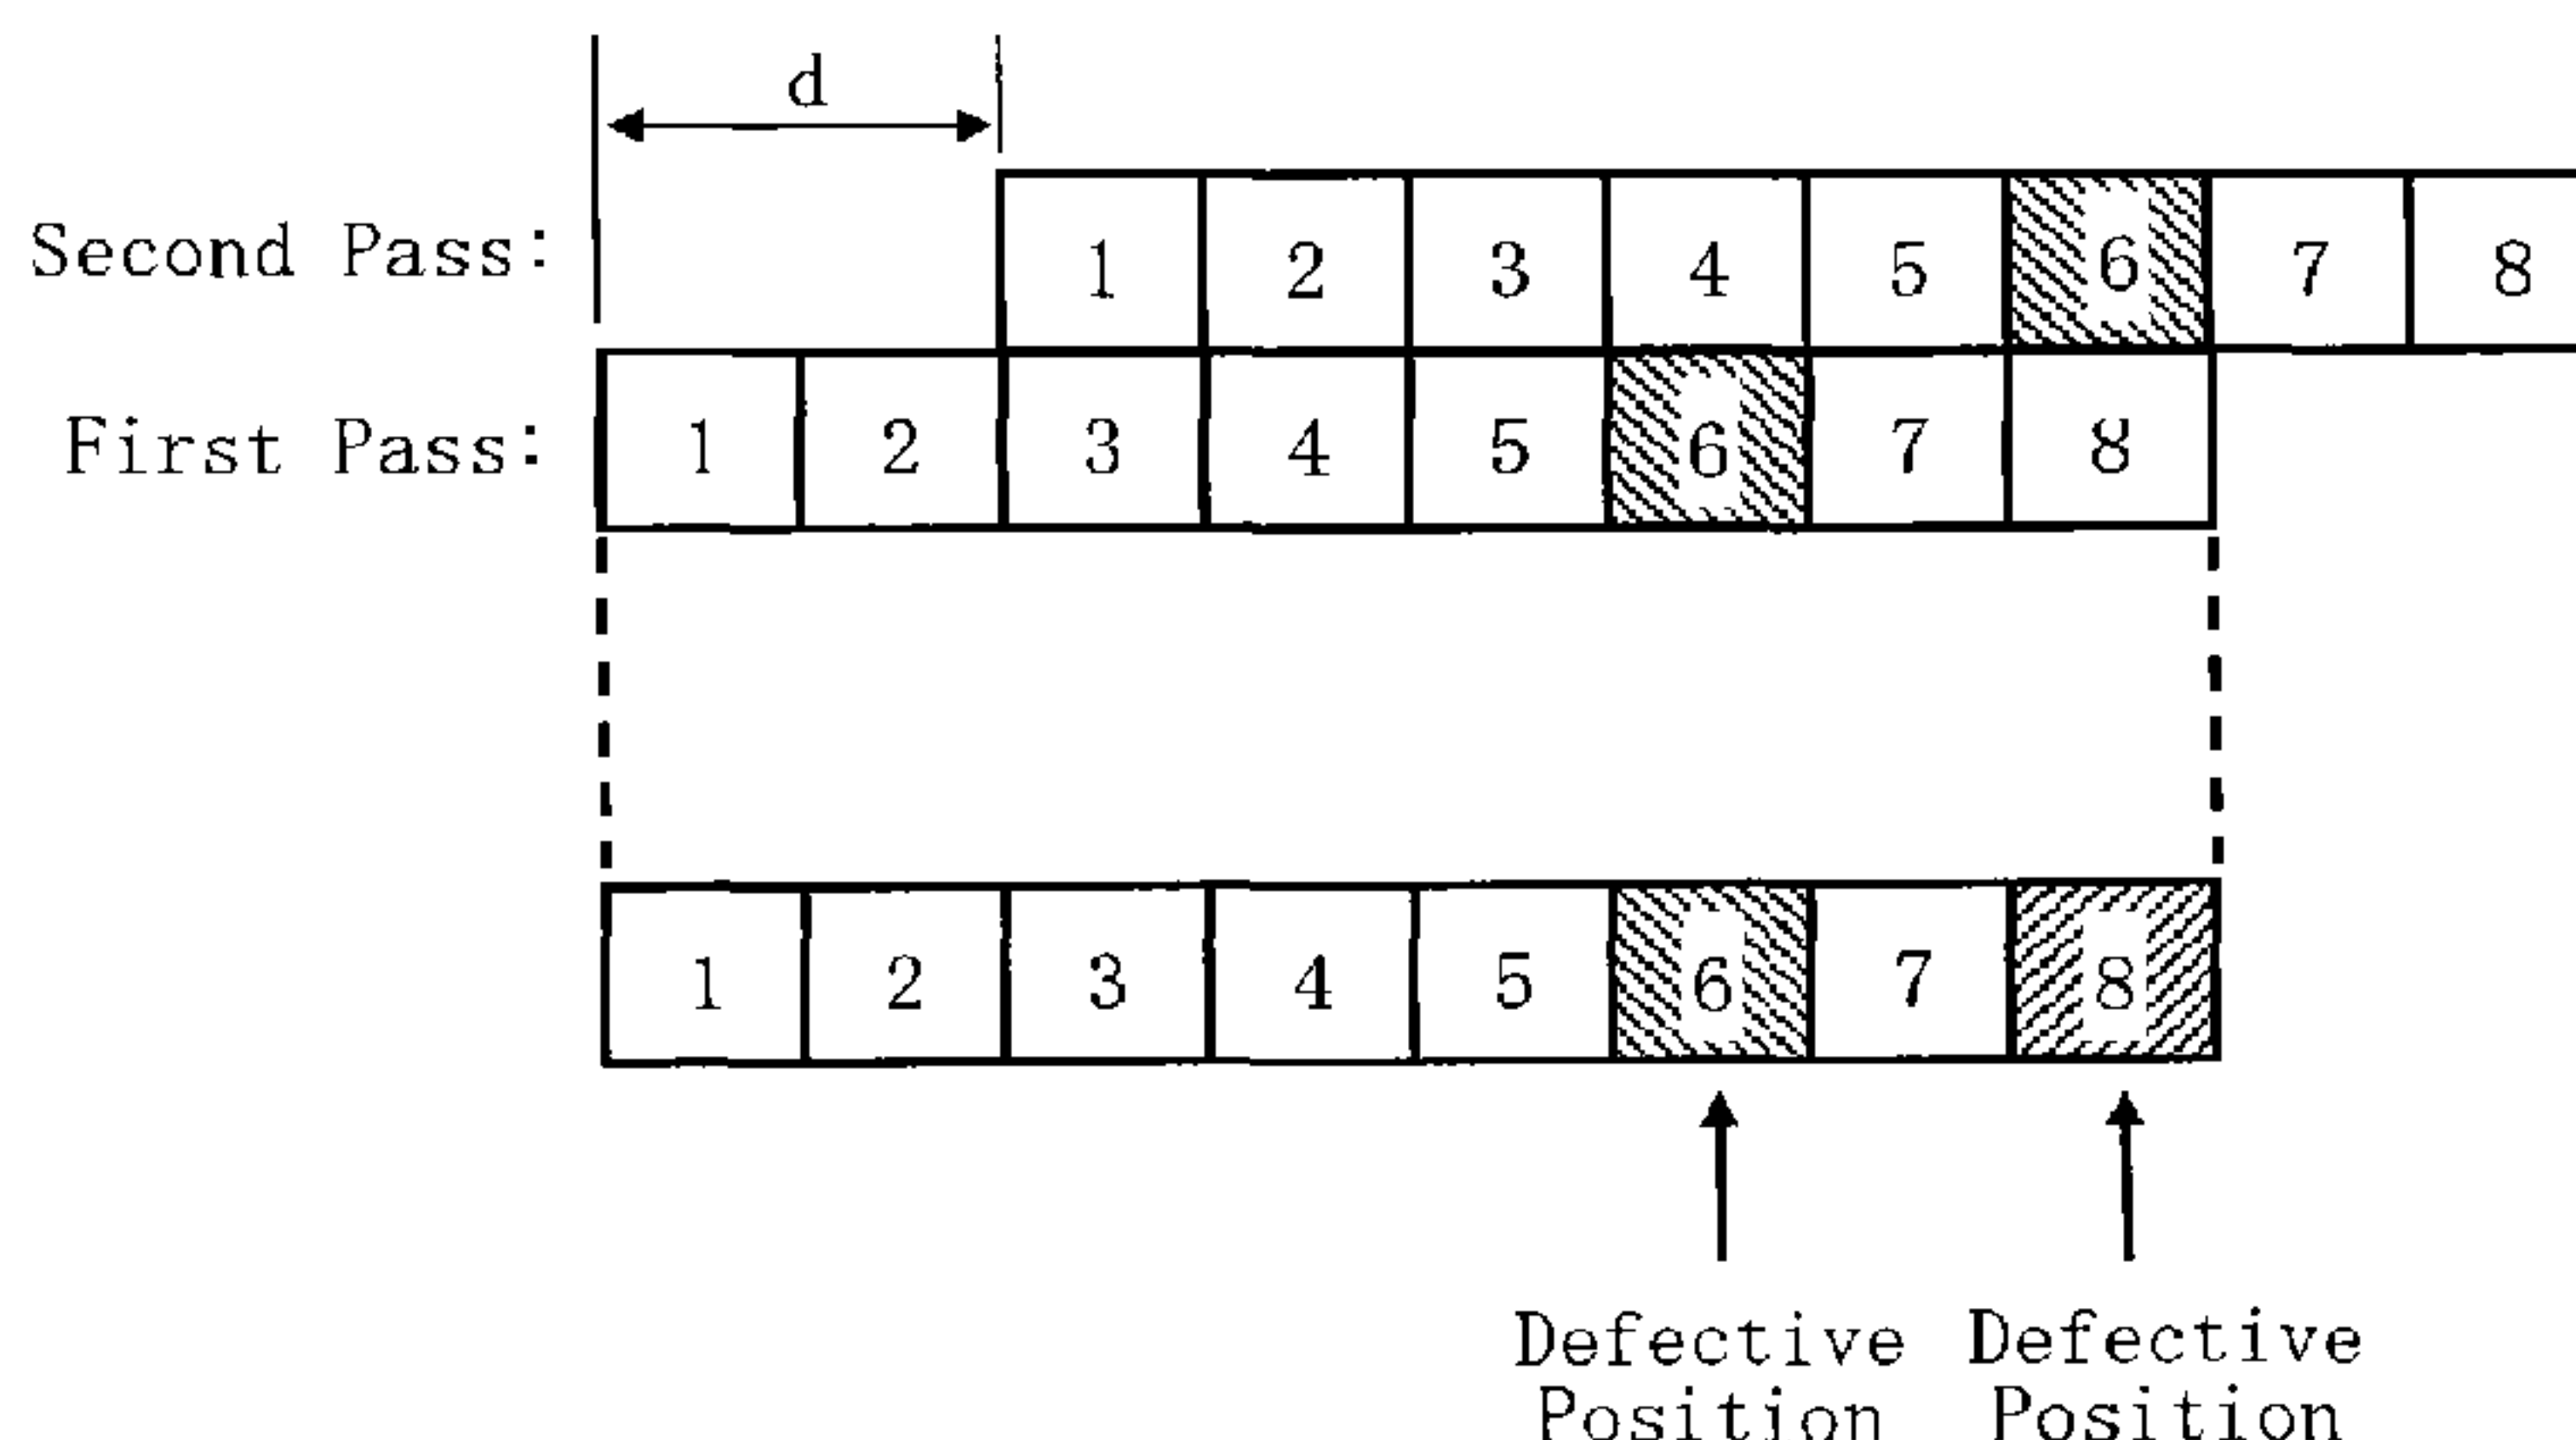 d
Second Pass: 1 2 3 4 5 6 7 8
First Pass: 1 2 3 4 5 6 7 8
1 2 3 4 5 6 7 8
Defective Defective
Position Position